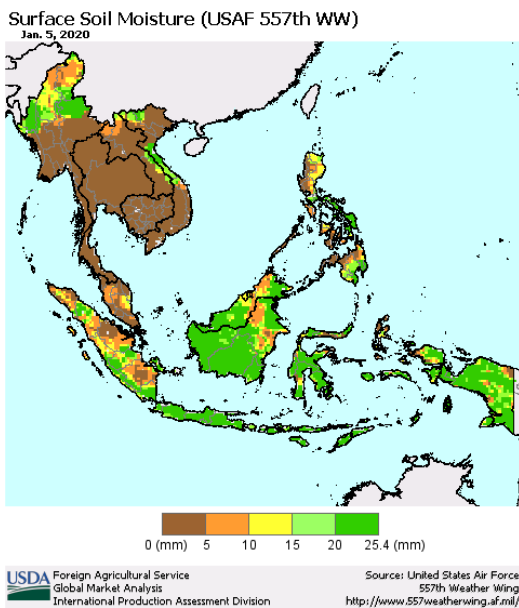 Surface Soil Moisture (USAF 557th WW)
Jan. 5, 2020
0 (mm) 5 10 15 20 25.4 (mm)
USDA Foreign Agricultural Service
Global Market Analysis
International Production Assessment Division
Source: United States Air Force
557th Weather Wing
http://www.557weatherwing.af.mil/